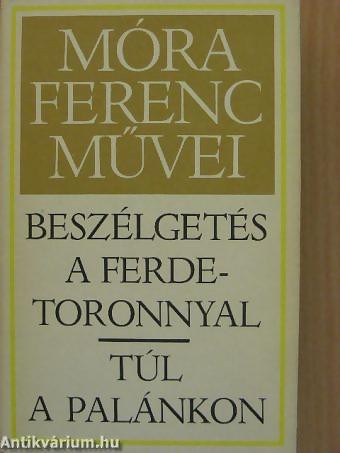 MÓRA
FERENC
MŰVEI
BESZÉLGETÉS
A FERDE-
TORONNYAL
TÚL
A PALÁNKON
Antikvárium.hu